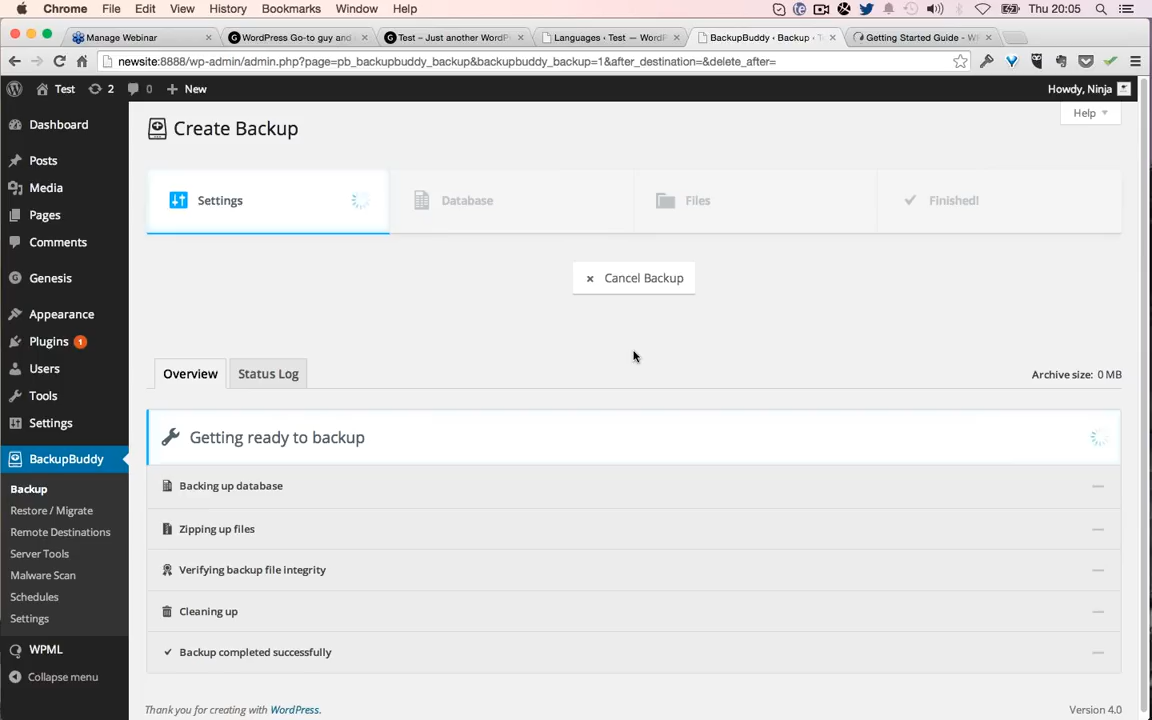 Chrome File Edit View History Bookmarks Window Help Thu 20:05
Manage Webinar
WordPress Go-to guy and
Test – Just another WordP
Languages ‹ Test — WordP
BackupBuddy ‹ Backup ‹ T
Getting Started Guide - W
newsite:8888/wp-admin/admin.php?page=pb_backupbuddy_backup&backupbuddy_backup=1&after_destination=&delete_after=
Test 2 0 New Howdy, Ninja
Help
Dashboard
Posts
Media
Pages
Comments
Genesis
Appearance
Plugins 1
Users
Tools
Settings
BackupBuddy
Backup
Restore / Migrate
Remote Destinations
Server Tools
Malware Scan
Schedules
Settings
WPML
Collapse menu
Create Backup
Settings Database Files Finished!
Cancel Backup
Overview Status Log Archive size: 0 MB
Getting ready to backup
Backing up database
Zipping up files
Verifying backup file integrity
Cleaning up
Backup completed successfully
Thank you for creating with WordPress. Version 4.0